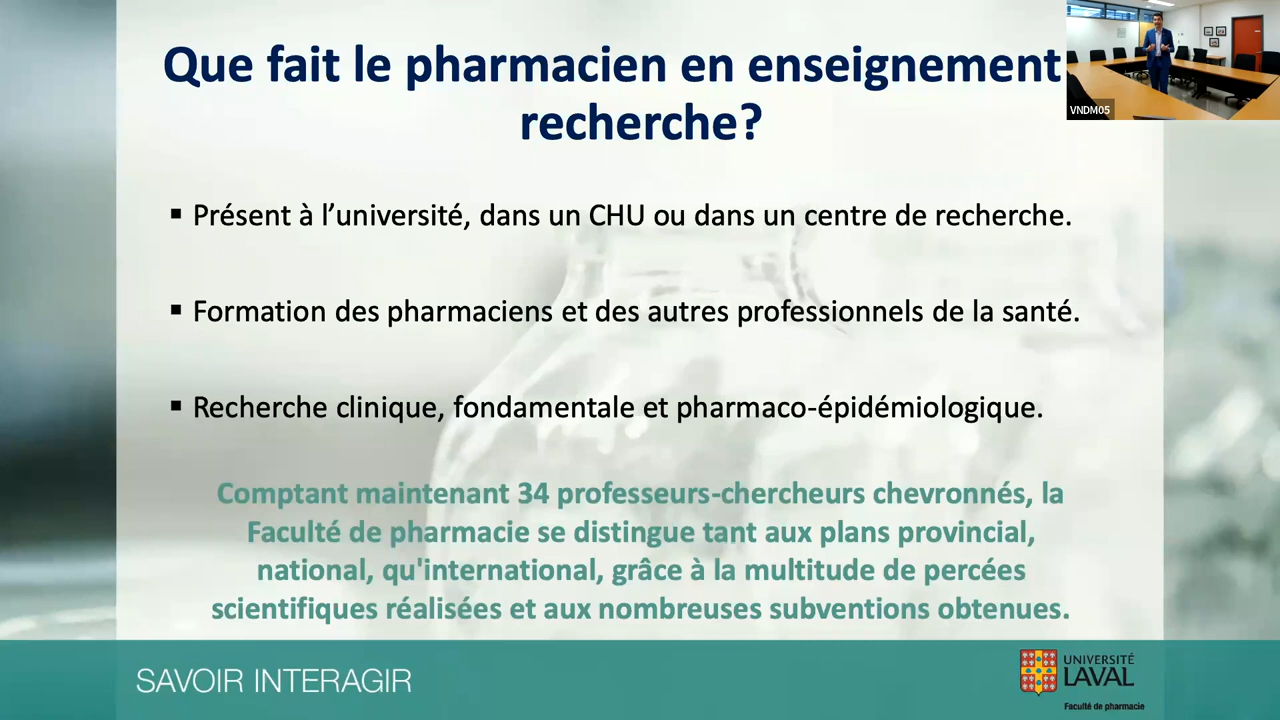 Que fait le pharmacien en enseignement
recherche?
VNDM05
▪ Présent à l’université, dans un CHU ou dans un centre de recherche.
▪ Formation des pharmaciens et des autres professionnels de la santé.
▪ Recherche clinique, fondamentale et pharmaco-épidémiologique.
Comptant maintenant 34 professeurs-chercheurs chevronnés, la
Faculté de pharmacie se distingue tant aux plans provincial,
national, qu'international, grâce à la multitude de percées
scientifiques réalisées et aux nombreuses subventions obtenues.
SAVOIR INTERAGIR
UNIVERSITÉ
LAVAL
Faculté de pharmacie